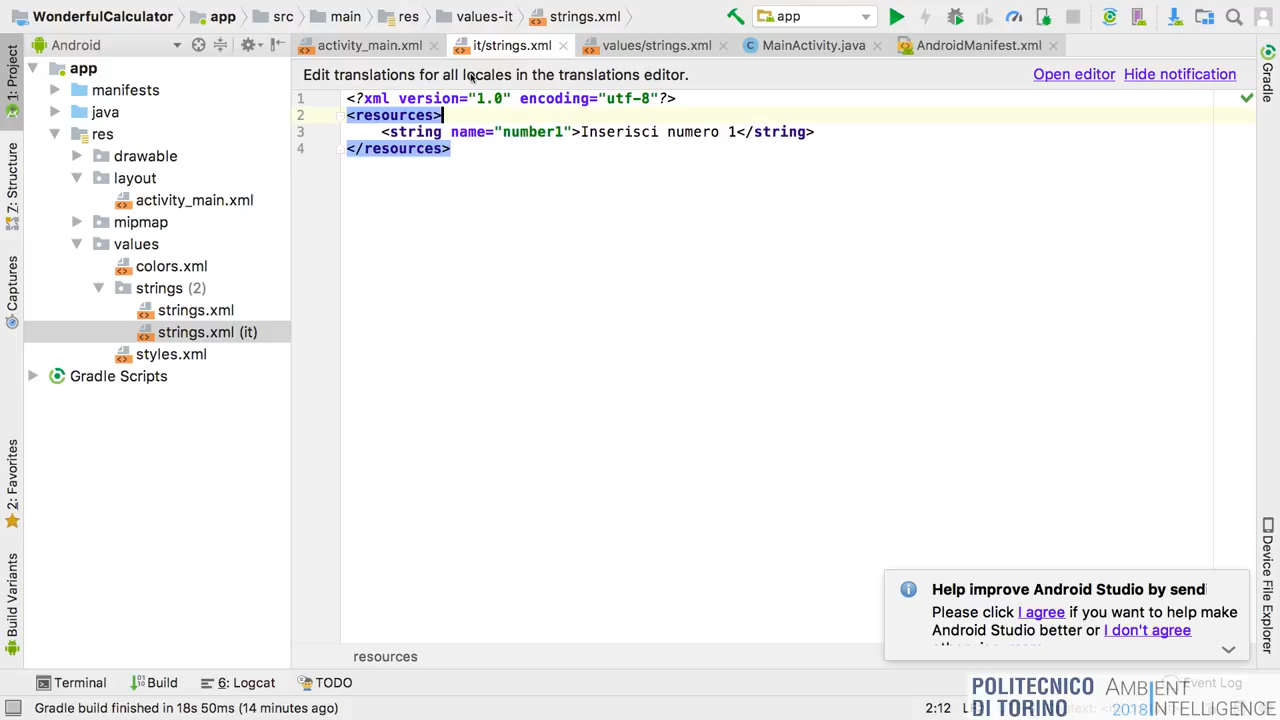 WonderfulCalculator app src main res values-it strings.xml app
1: Project
Android
activity_main.xml it/strings.xml values/strings.xml MainActivity.java AndroidManifest.xml
Gradle
app
manifests
java
res
drawable
layout
activity_main.xml
mipmap
values
colors.xml
strings (2)
strings.xml
strings.xml (it)
styles.xml
Gradle Scripts
Z: Structure
Captures
2: Favorites
Build Variants
Edit translations for all locales in the translations editor. Open editor Hide notification
1 <?xml version="1.0" encoding="utf-8"?>
2 <resources>
3 <string name="number1">Inserisci numero 1</string>
4 </resources>
Device File Explorer
Help improve Android Studio by send
Please click I agree if you want to help make
Android Studio better or I don't agree
resources
Terminal Build 6: Logcat TODO Event Log
Gradle build finished in 18s 50ms (14 minutes ago) 2:12
POLITECNICO
DI TORINO
AMBIENT
2018 INTELLIGENCE